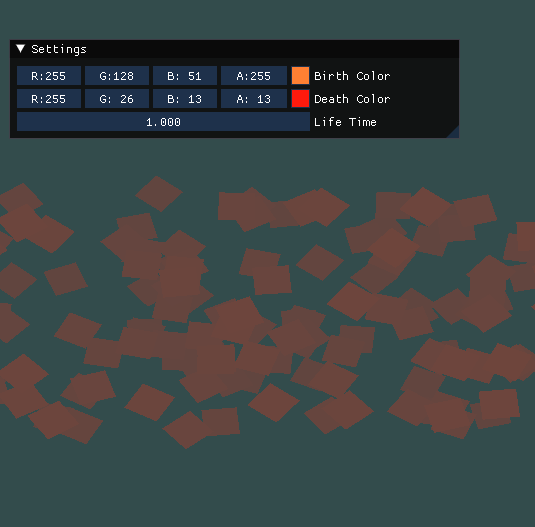 Settings
R:255 G:128 B: 51 A:255 Birth Color
R:255 G: 26 B: 13 A: 13 Death Color
1.000 Life Time